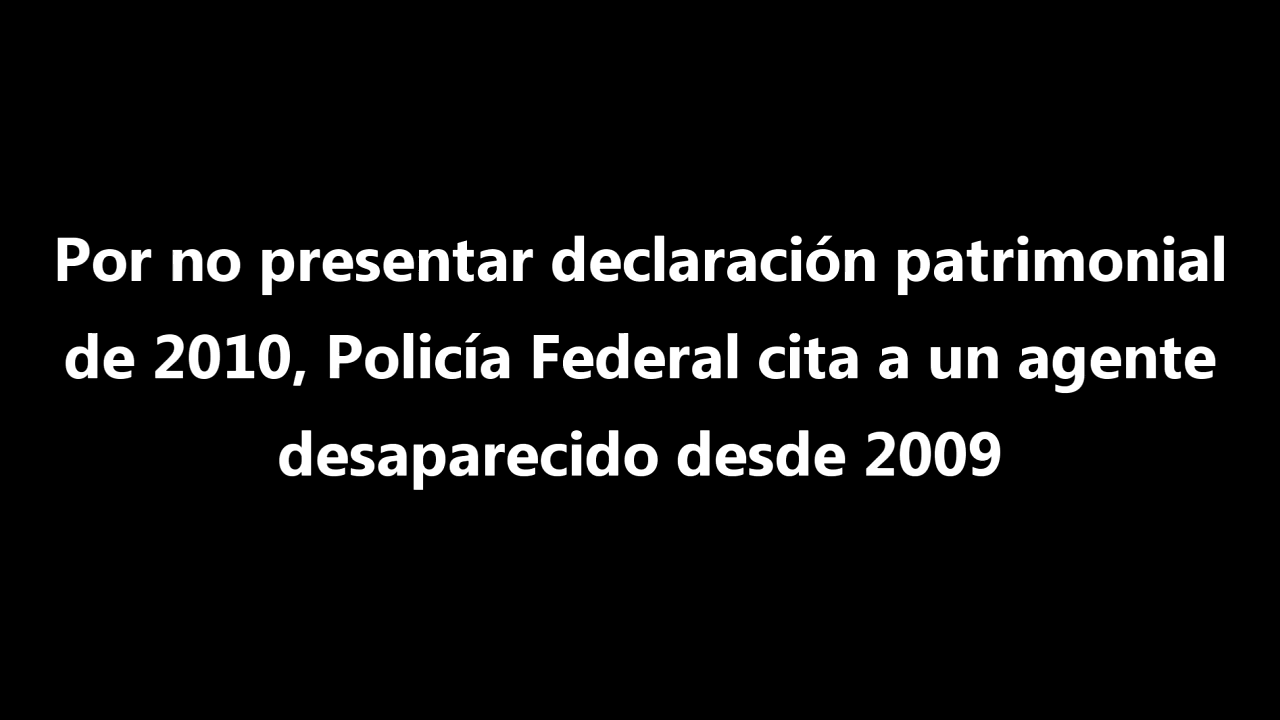 Por no presentar declaración patrimonial
de 2010, Policía Federal cita a un agente
desaparecido desde 2009